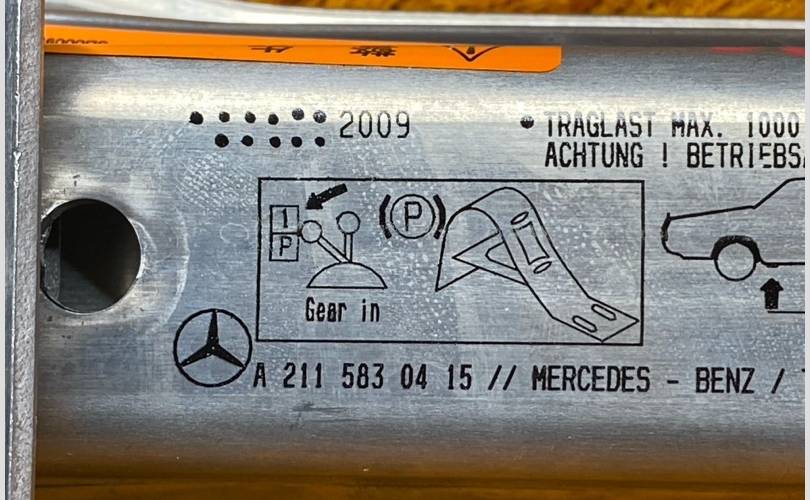 2009
TRAGLAST MAX. 1000
ACHTUNG ! BETRIEBS
1
P
(P)
Gear in
A 211 583 04 15 // MERCEDES - BENZ /